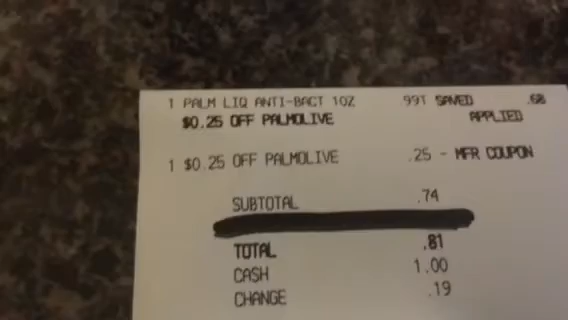 1 PALM LIQ ANTI-BACT 10Z 99T SAVED .68
$0.25 OFF PALMOLIVE APPLIED
1 $0.25 OFF PALMOLIVE .25 - MFR COUPON
SUBTOTAL .74
TOTAL .81
CASH 1.00
CHANGE .19